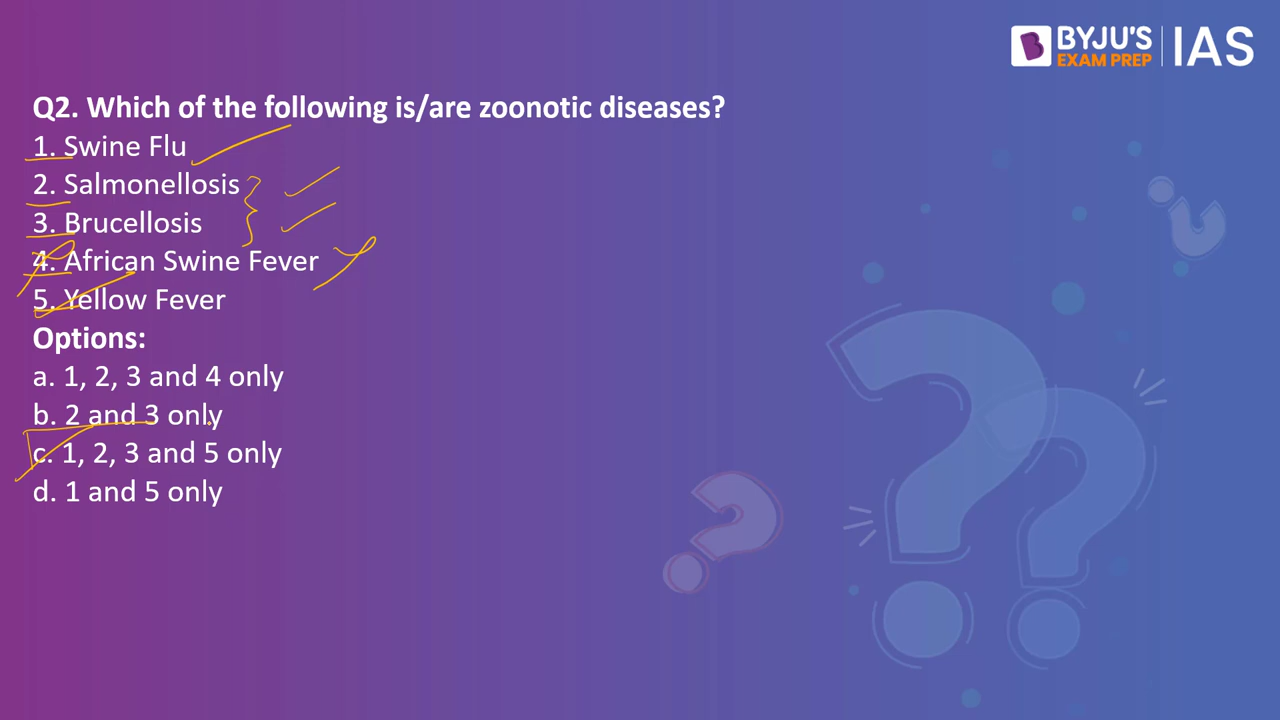 BYJU'S
EXAM PREP
IAS
Q2. Which of the following is/are zoonotic diseases?
1. Swine Flu
2. Salmonellosis
3. Brucellosis
4. African Swine Fever
5. Yellow Fever
Options:
a. 1, 2, 3 and 4 only
b. 2 and 3 only
c. 1, 2, 3 and 5 only
d. 1 and 5 only